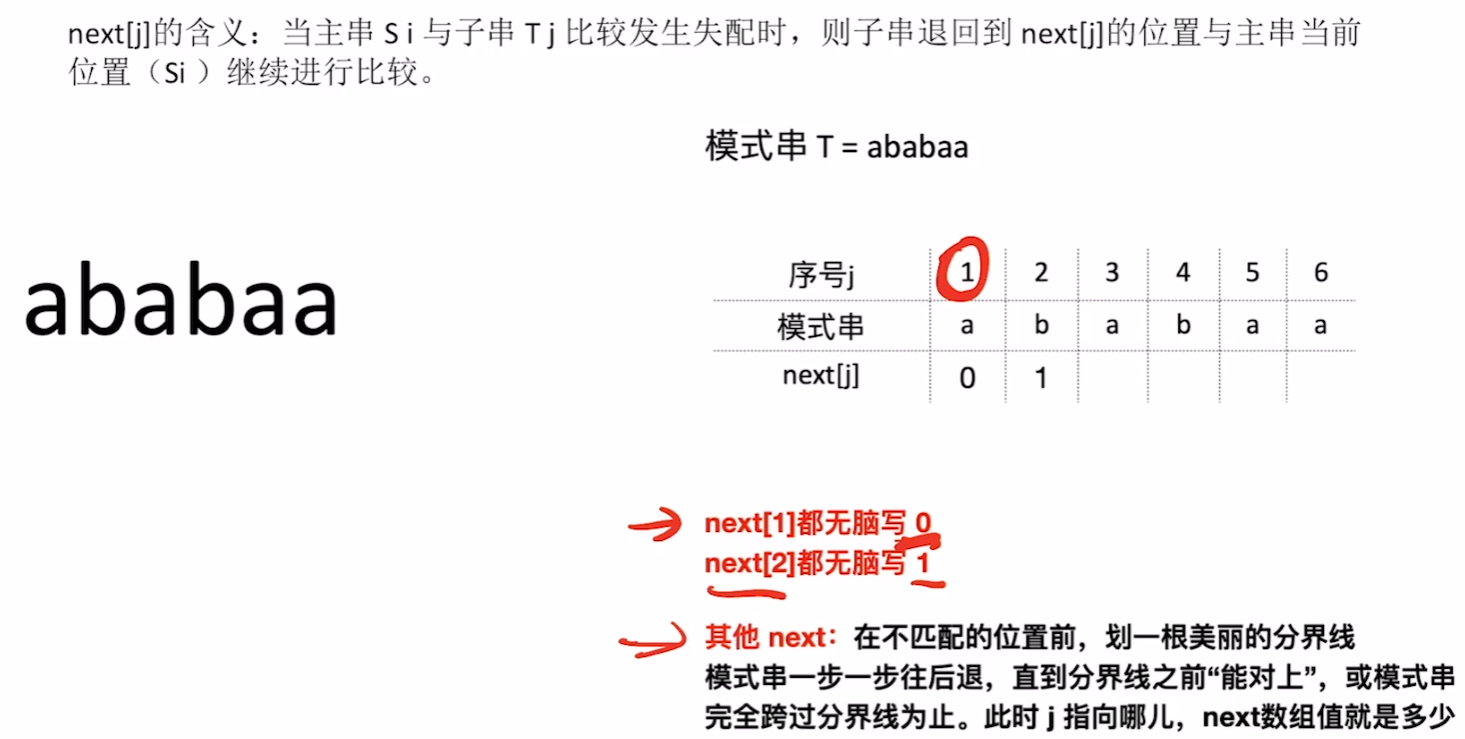 next[j]的含义：当主串 S i 与子串 T j 比较发生失配时，则子串退回到 next[j]的位置与主串当前
位置（Si ）继续进行比较。
模式串 T = ababaa
ababaa
序号j 1 2 3 4 5 6
模式串 a b a b a a
next[j] 0 1
next[1]都无脑写 0
next[2]都无脑写 1
其他 next：在不匹配的位置前，划一根美丽的分界线
模式串一步一步往后退，直到分界线之前“能对上”，或模式串
完全跨过分界线为止。此时 j 指向哪儿，next数组值就是多少